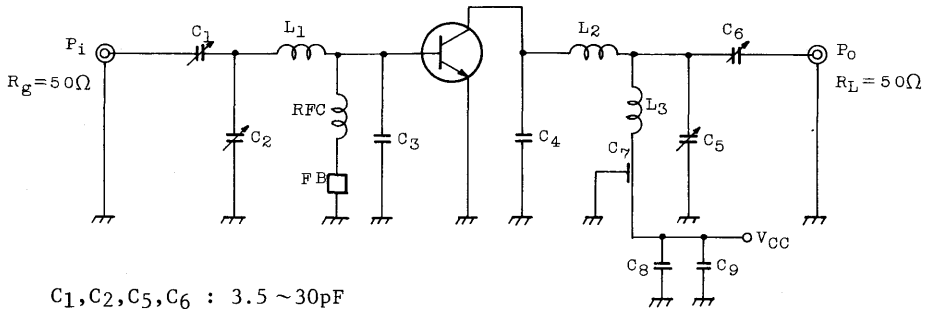 Pi
Rg=50Ω
C1
C2
L1
RFC
FB
C3
C4
L2
L3
C7
C5
C6
Po
RL=50Ω
VCC
C8
C9
C1,C2,C5,C6 : 3.5~30pF